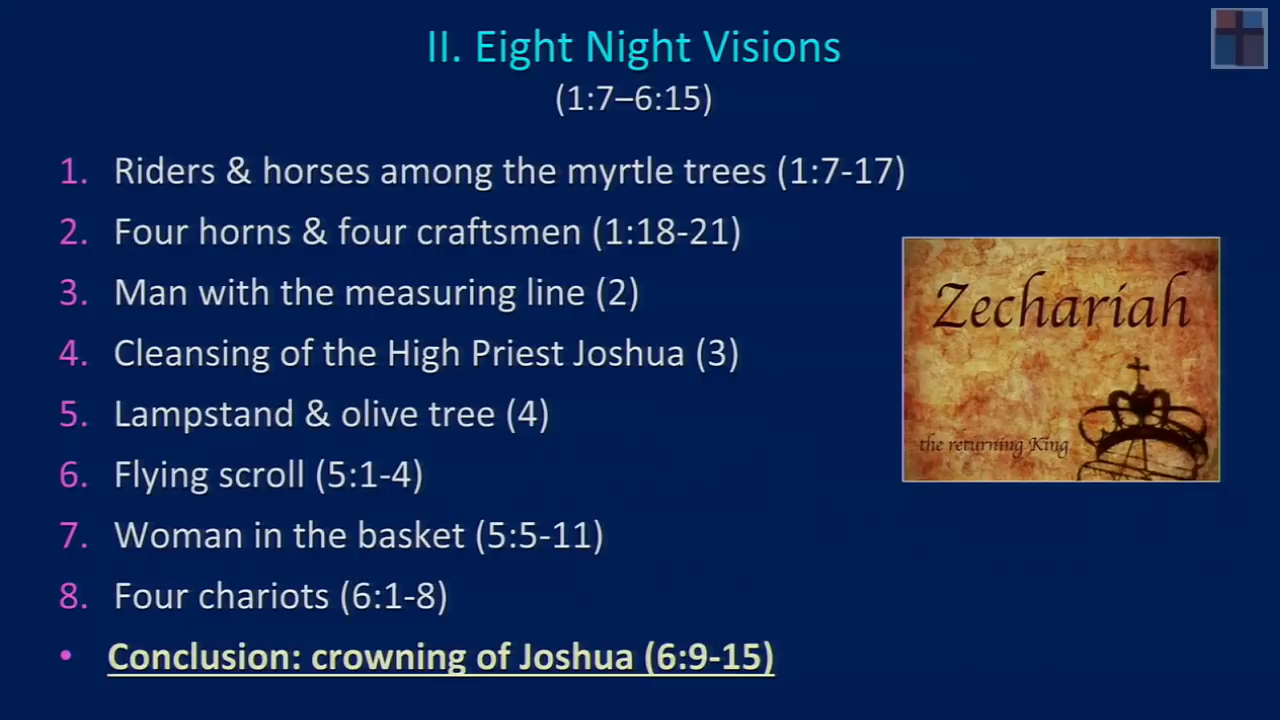 II. Eight Night Visions
(1:7–6:15)
1. Riders & horses among the myrtle trees (1:7-17)
2. Four horns & four craftsmen (1:18-21)
3. Man with the measuring line (2)
4. Cleansing of the High Priest Joshua (3)
5. Lampstand & olive tree (4)
6. Flying scroll (5:1-4)
7. Woman in the basket (5:5-11)
8. Four chariots (6:1-8)
• Conclusion: crowning of Joshua (6:9-15)
Zechariah
the returning King